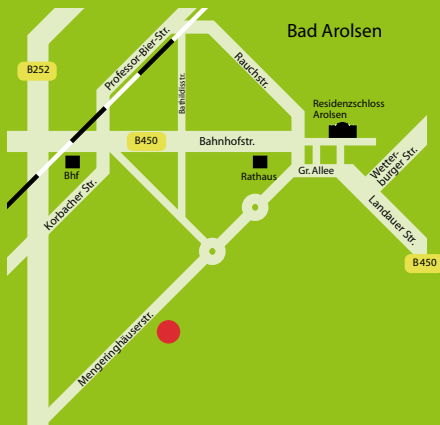 Bad Arolsen
B252
Professor-Bier-Str.
Rauchstr.
Bathildisstr.
Residenzschloss
Arolsen
B450
Bahnhofstr.
Bhf
Rathaus
Gr. Allee
Wetter-
burger Str.
Korbacher Str.
Landauer Str.
B450
Mengeringhäuserstr.